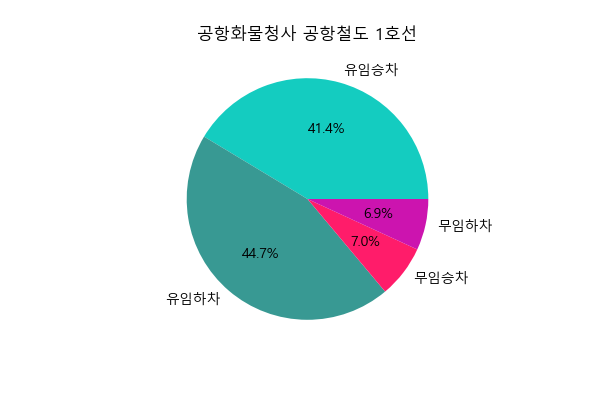 공항화물청사 공항철도 1호선
유임승차
41.4%
6.9%
무임하차
7.0%
44.7%
무임승차
유임하차